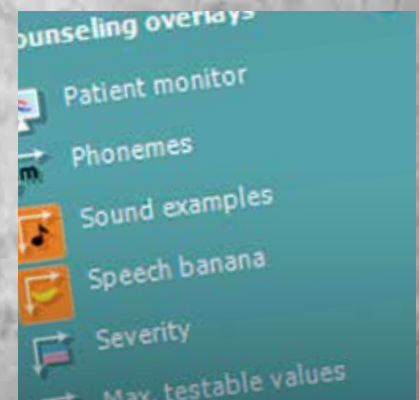 ounseling overlays
Patient monitor
m
Phonemes
Sound examples
Speech banana
Severity
Max. testable values